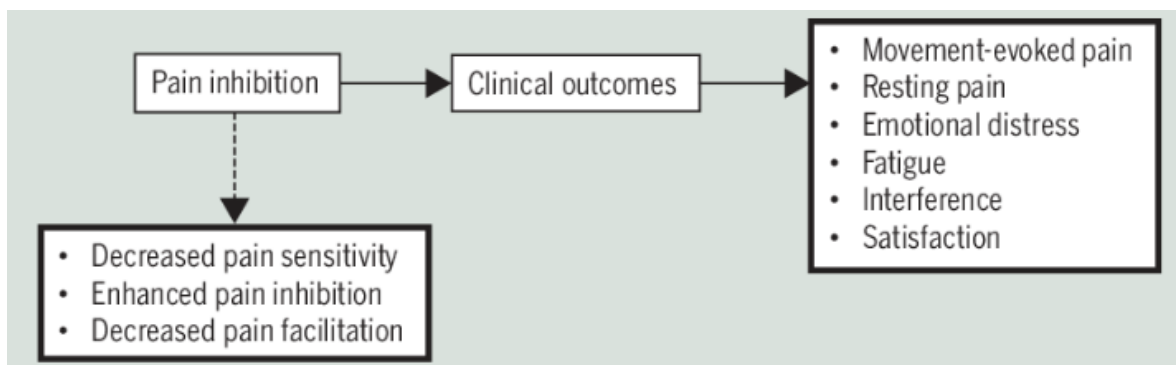 Pain inhibition
Clinical outcomes
• Movement-evoked pain
• Resting pain
• Emotional distress
• Fatigue
• Interference
• Satisfaction
• Decreased pain sensitivity
• Enhanced pain inhibition
• Decreased pain facilitation